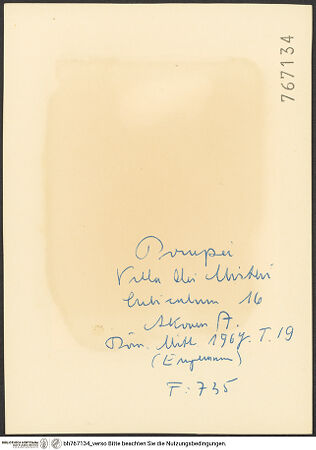 767134
Pompei
Villa dei Misteri
Cubiculum 16
Alkoven A.
Röm. Mitt. 1967. T. 19
(Engemann)
F: 735
bh767134_verso Bitte beachten Sie die Nutzungsbedingungen.